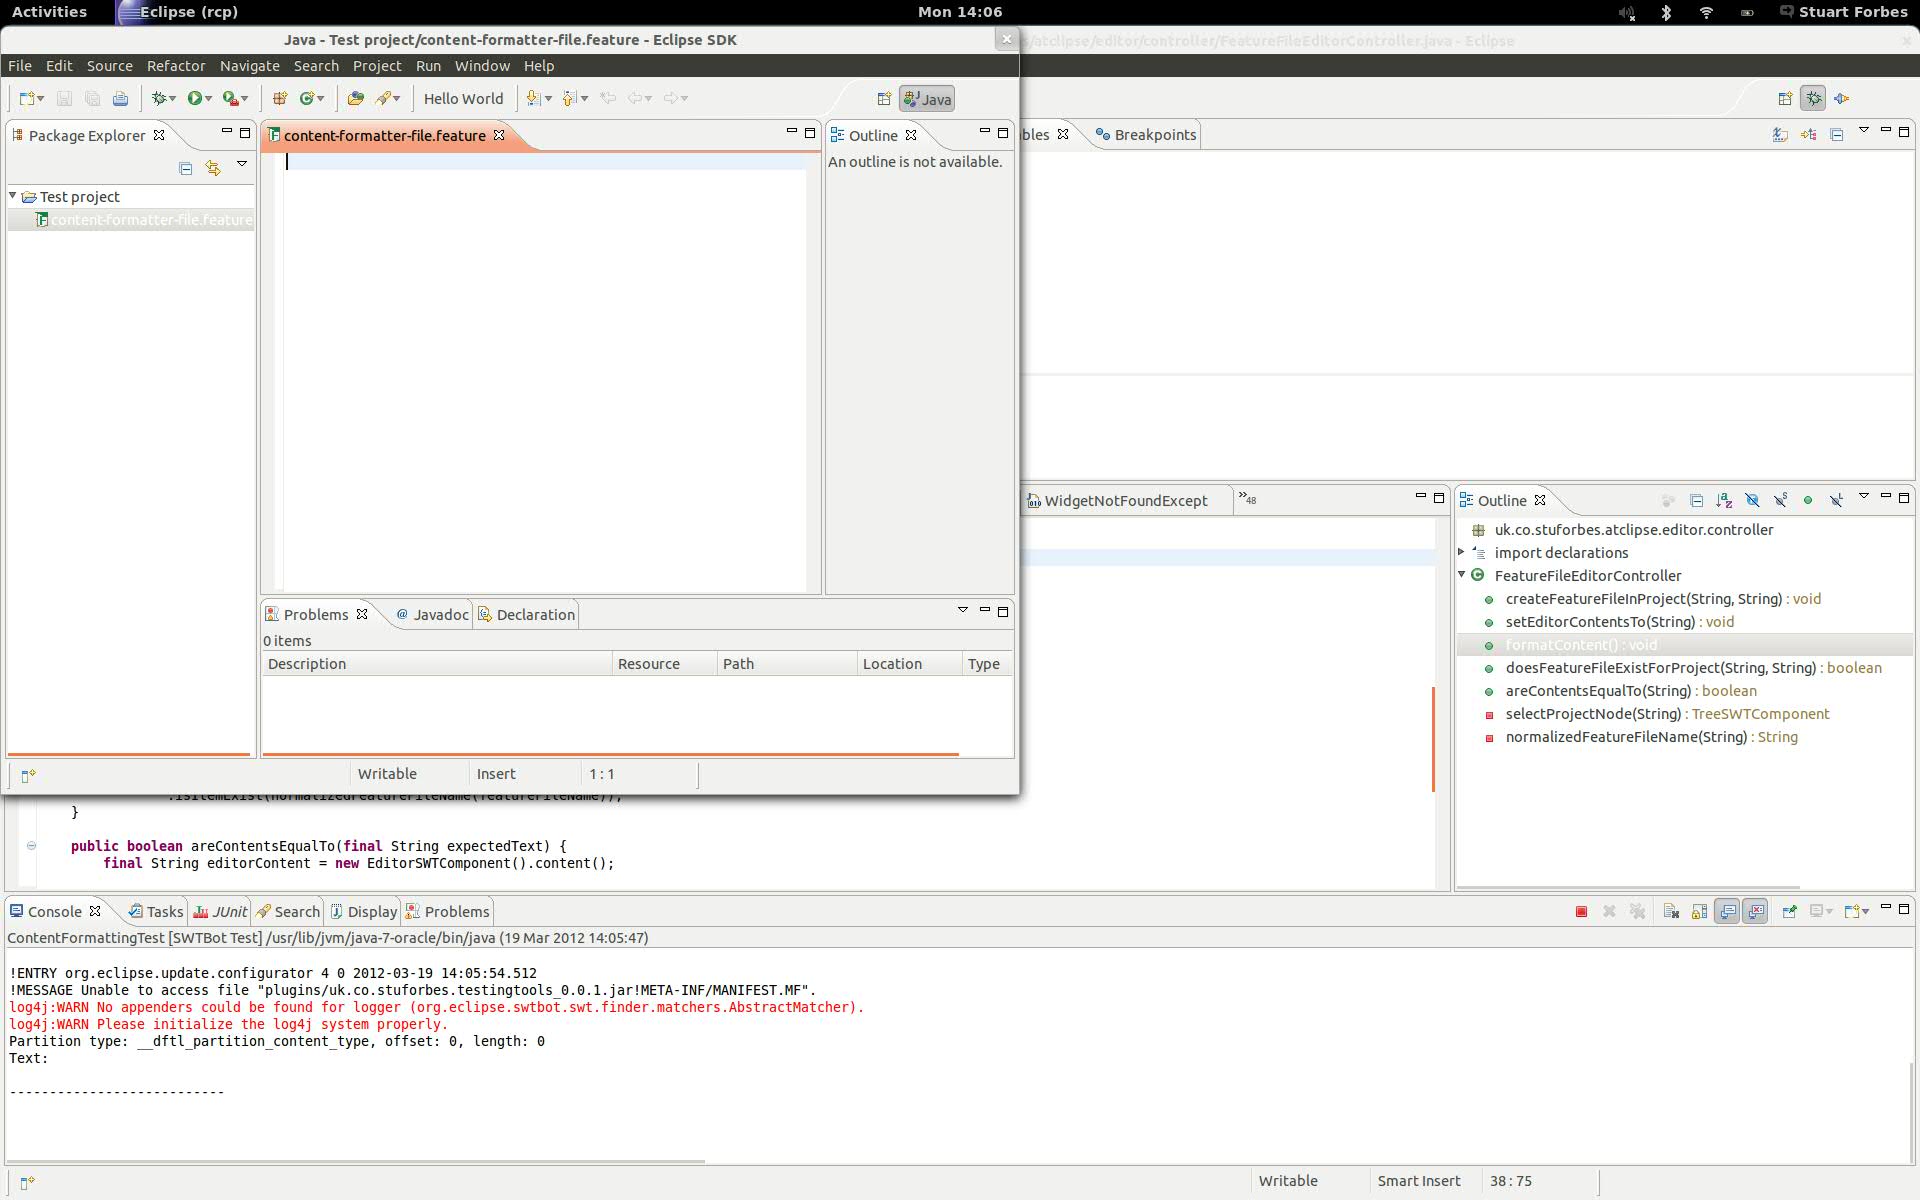 Activities
Eclipse (rcp)
Mon 14:06
Stuart Forbes
Java - Test project/content-formatter-file.feature - Eclipse SDK
/atclipse/editor/controller/FeatureFileEditorController.java - Eclipse
File Edit Source Refactor Navigate Search Project Run Window Help
Hello World
Java
Package Explorer
content-formatter-file.feature
Outline
bles
Breakpoints
An outline is not available.
Test project
content-formatter-file.feature
WidgetNotFoundExcept
»48
Outline
uk.co.stuforbes.atclipse.editor.controller
import declarations
FeatureFileEditorController
createFeatureFileInProject(String, String) : void
setEditorContentsTo(String) : void
formatContent() : void
doesFeatureFileExistForProject(String, String) : boolean
areContentsEqualTo(String) : boolean
selectProjectNode(String) : TreeSWTComponent
normalizedFeatureFileName(String) : String
Problems
Javadoc
Declaration
0 items
Description Resource Path Location Type
Writable Insert 1 : 1
.isItemExist(normalizedFeatureFileName(featureFileName));
}
public boolean areContentsEqualTo(final String expectedText) {
final String editorContent = new EditorSWTComponent().content();
Console Tasks JUnit Search Display Problems
ContentFormattingTest [SWTBot Test] /usr/lib/jvm/java-7-oracle/bin/java (19 Mar 2012 14:05:47)
!ENTRY org.eclipse.update.configurator 4 0 2012-03-19 14:05:54.512
!MESSAGE Unable to access file "plugins/uk.co.stuforbes.testingtools_0.0.1.jar!META-INF/MANIFEST.MF".
log4j:WARN No appenders could be found for logger (org.eclipse.swtbot.swt.finder.matchers.AbstractMatcher).
log4j:WARN Please initialize the log4j system properly.
Partition type: __dftl_partition_content_type, offset: 0, length: 0
Text:
---------------------------
Writable Smart Insert 38 : 75